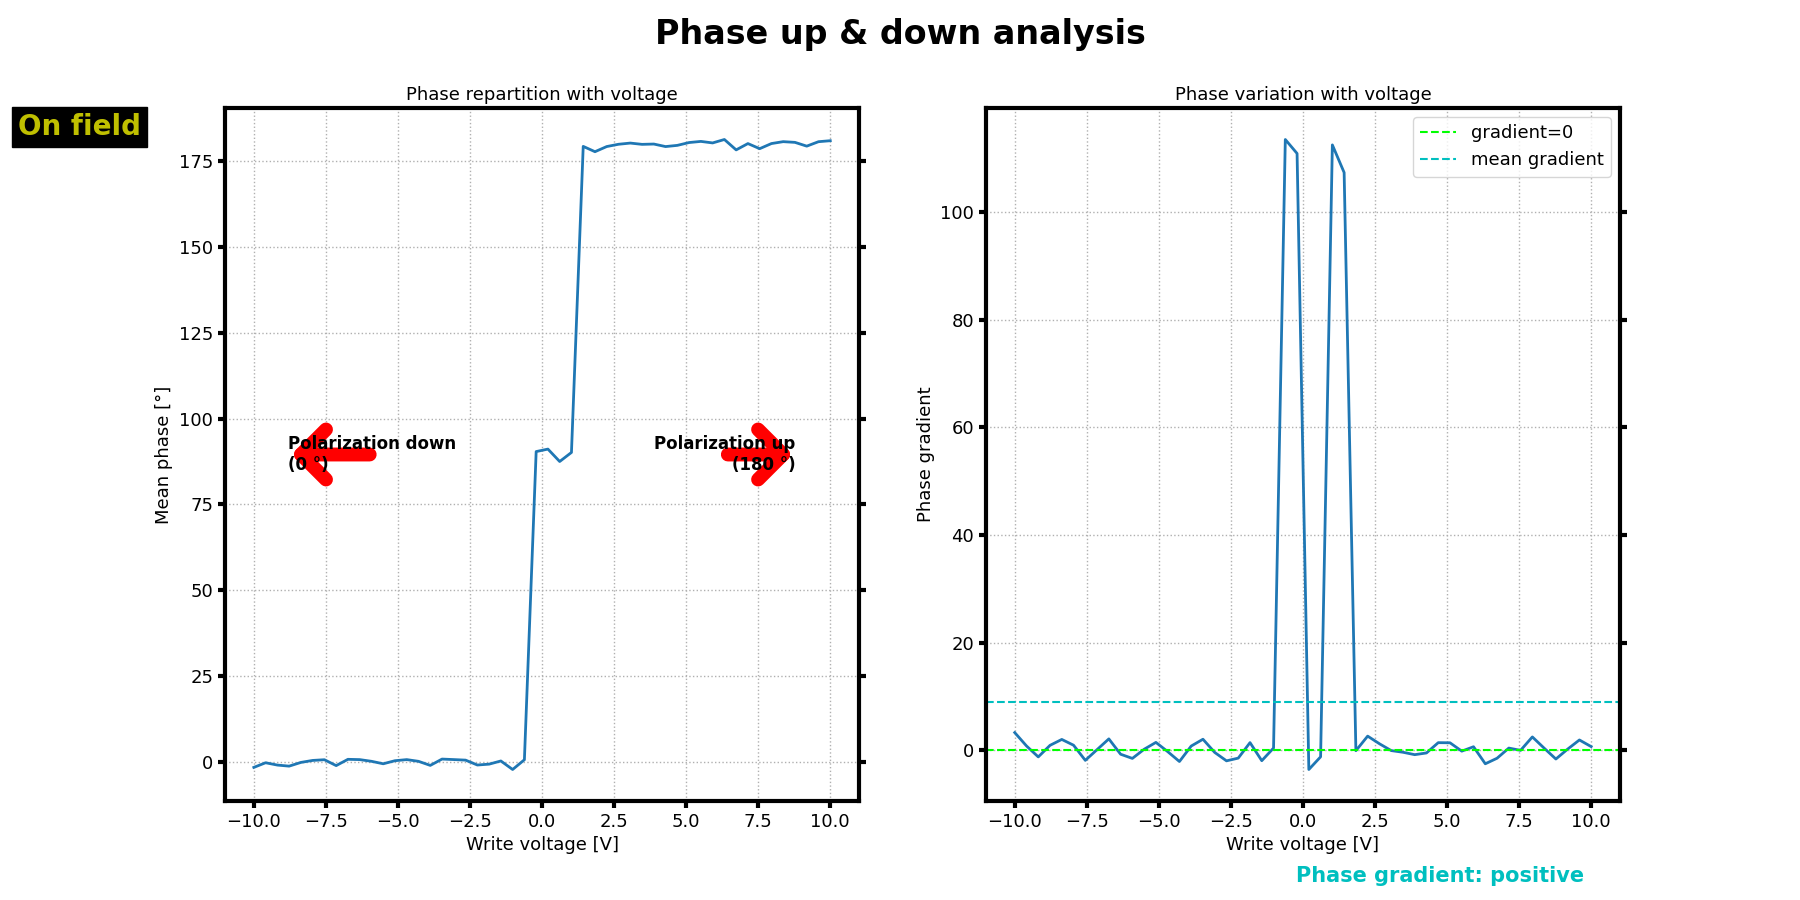 Phase up & down analysis
On field
Phase repartition with voltage
Mean phase [°]
175
150
125
100
75
50
25
0
Polarization down
(0 °)
Polarization up
(180 °)
−10.0 −7.5 −5.0 −2.5 0.0 2.5 5.0 7.5 10.0
Write voltage [V]
Phase variation with voltage
gradient=0
mean gradient
Phase gradient
100
80
60
40
20
0
−10.0 −7.5 −5.0 −2.5 0.0 2.5 5.0 7.5 10.0
Write voltage [V]
Phase gradient: positive